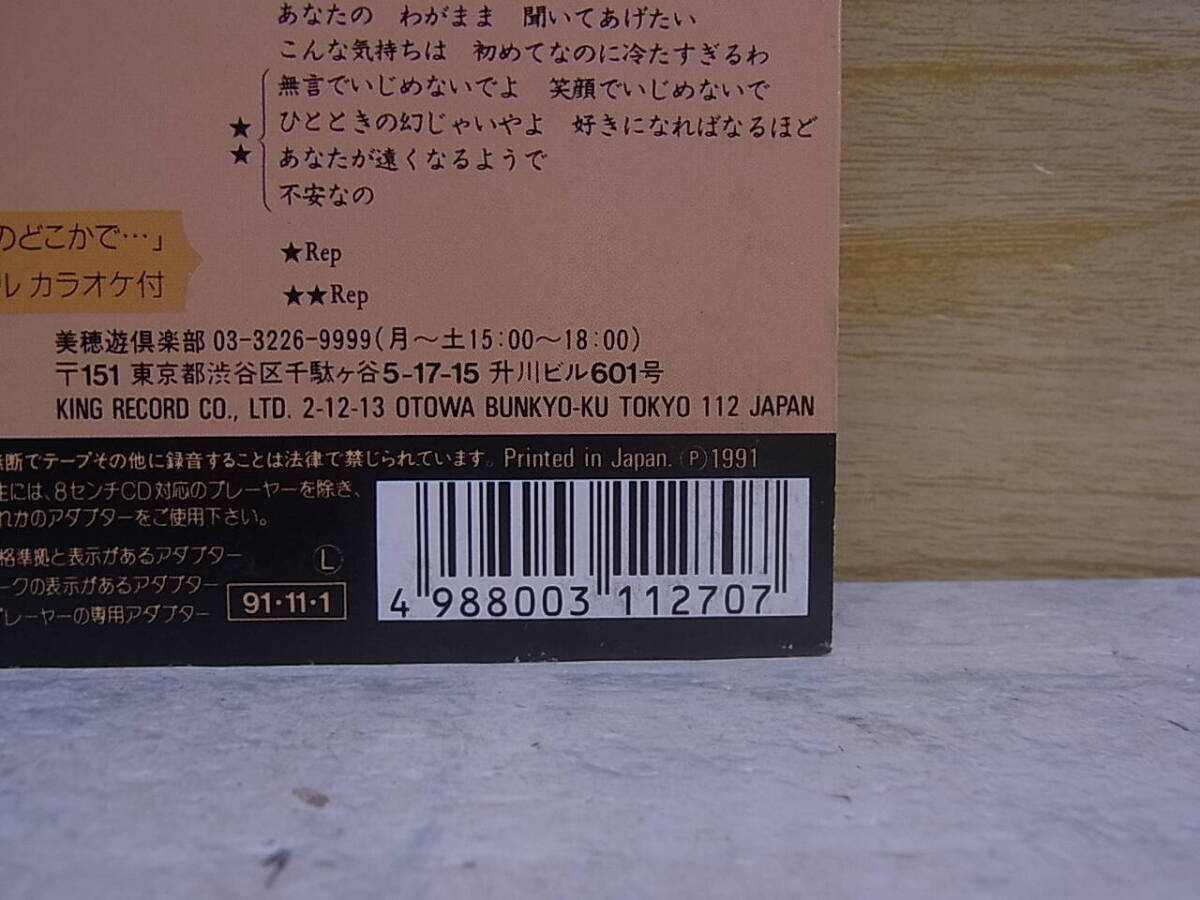 あなたの わがまま 聞いてあげたい
こんな気持ちは 初めてなのに冷たすぎるわ
無言でいじめないでよ 笑顔でいじめないで
★ ひとときの幻じゃいやよ 好きになればなるほど
★ あなたが遠くなるようで
不安なの
のどこかで…」
ル カラオケ付
★Rep
★★Rep
美穂遊倶楽部 03-3226-9999(月～土15:00～18:00)
〒151 東京都渋谷区千駄ヶ谷5-17-15 升川ビル601号
KING RECORD CO., LTD. 2-12-13 OTOWA BUNKYO-KU TOKYO 112 JAPAN
無断でテープその他に録音することは法律で禁じられています。Printed in Japan. Ⓟ1991
には、8センチCD対応のプレーヤーを除き、
れかのアダプターをご使用下さい。
格準拠と表示があるアダプター
ークの表示があるアダプター
プレーヤーの専用アダプター
Ⓛ
91・11・1
4 988003 112707